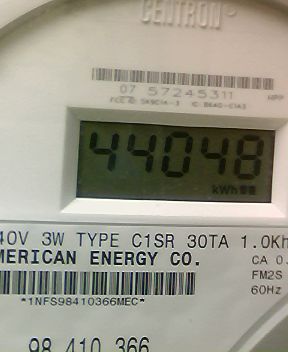 CENTRON®
07 57245311
44048
kWh
40V 3W TYPE C1SR 30TA 1.0Kh
MERICAN ENERGY CO.
CA 0.
FM2S
*1NFS98410366MEC*
60Hz
98 410 366